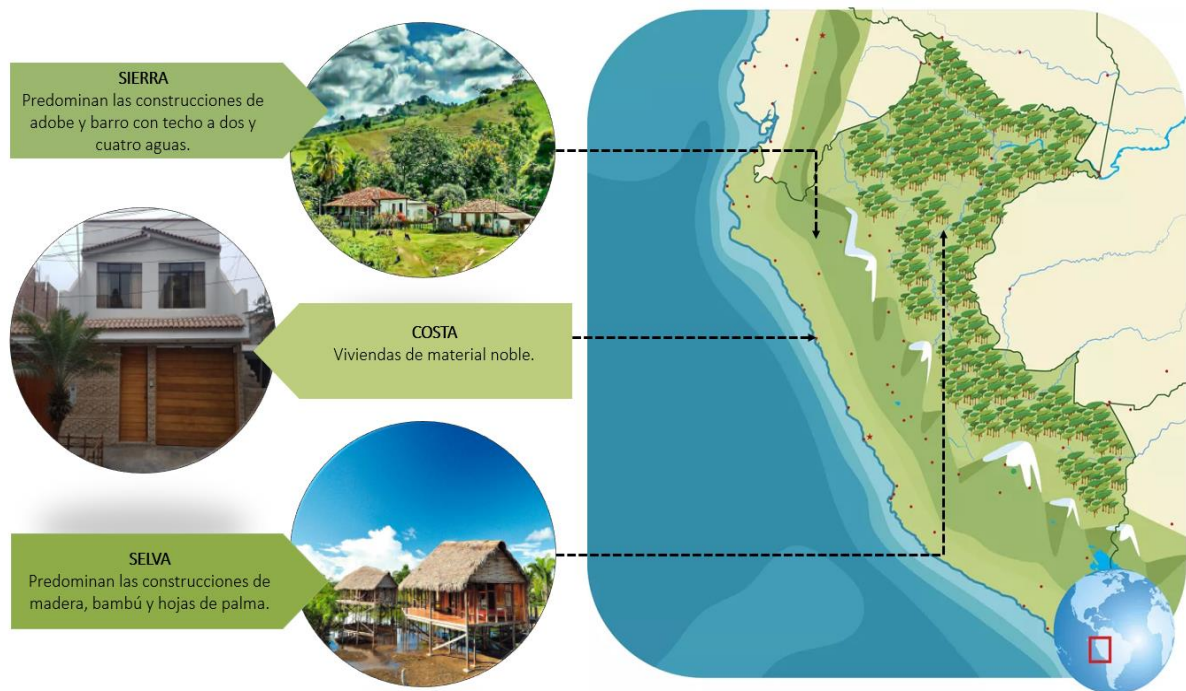 SIERRA
Predominan las construcciones de
adobe y barro con techo a dos y
cuatro aguas.
COSTA
Viviendas de material noble.
SELVA
Predominan las construcciones de
madera, bambú y hojas de palma.